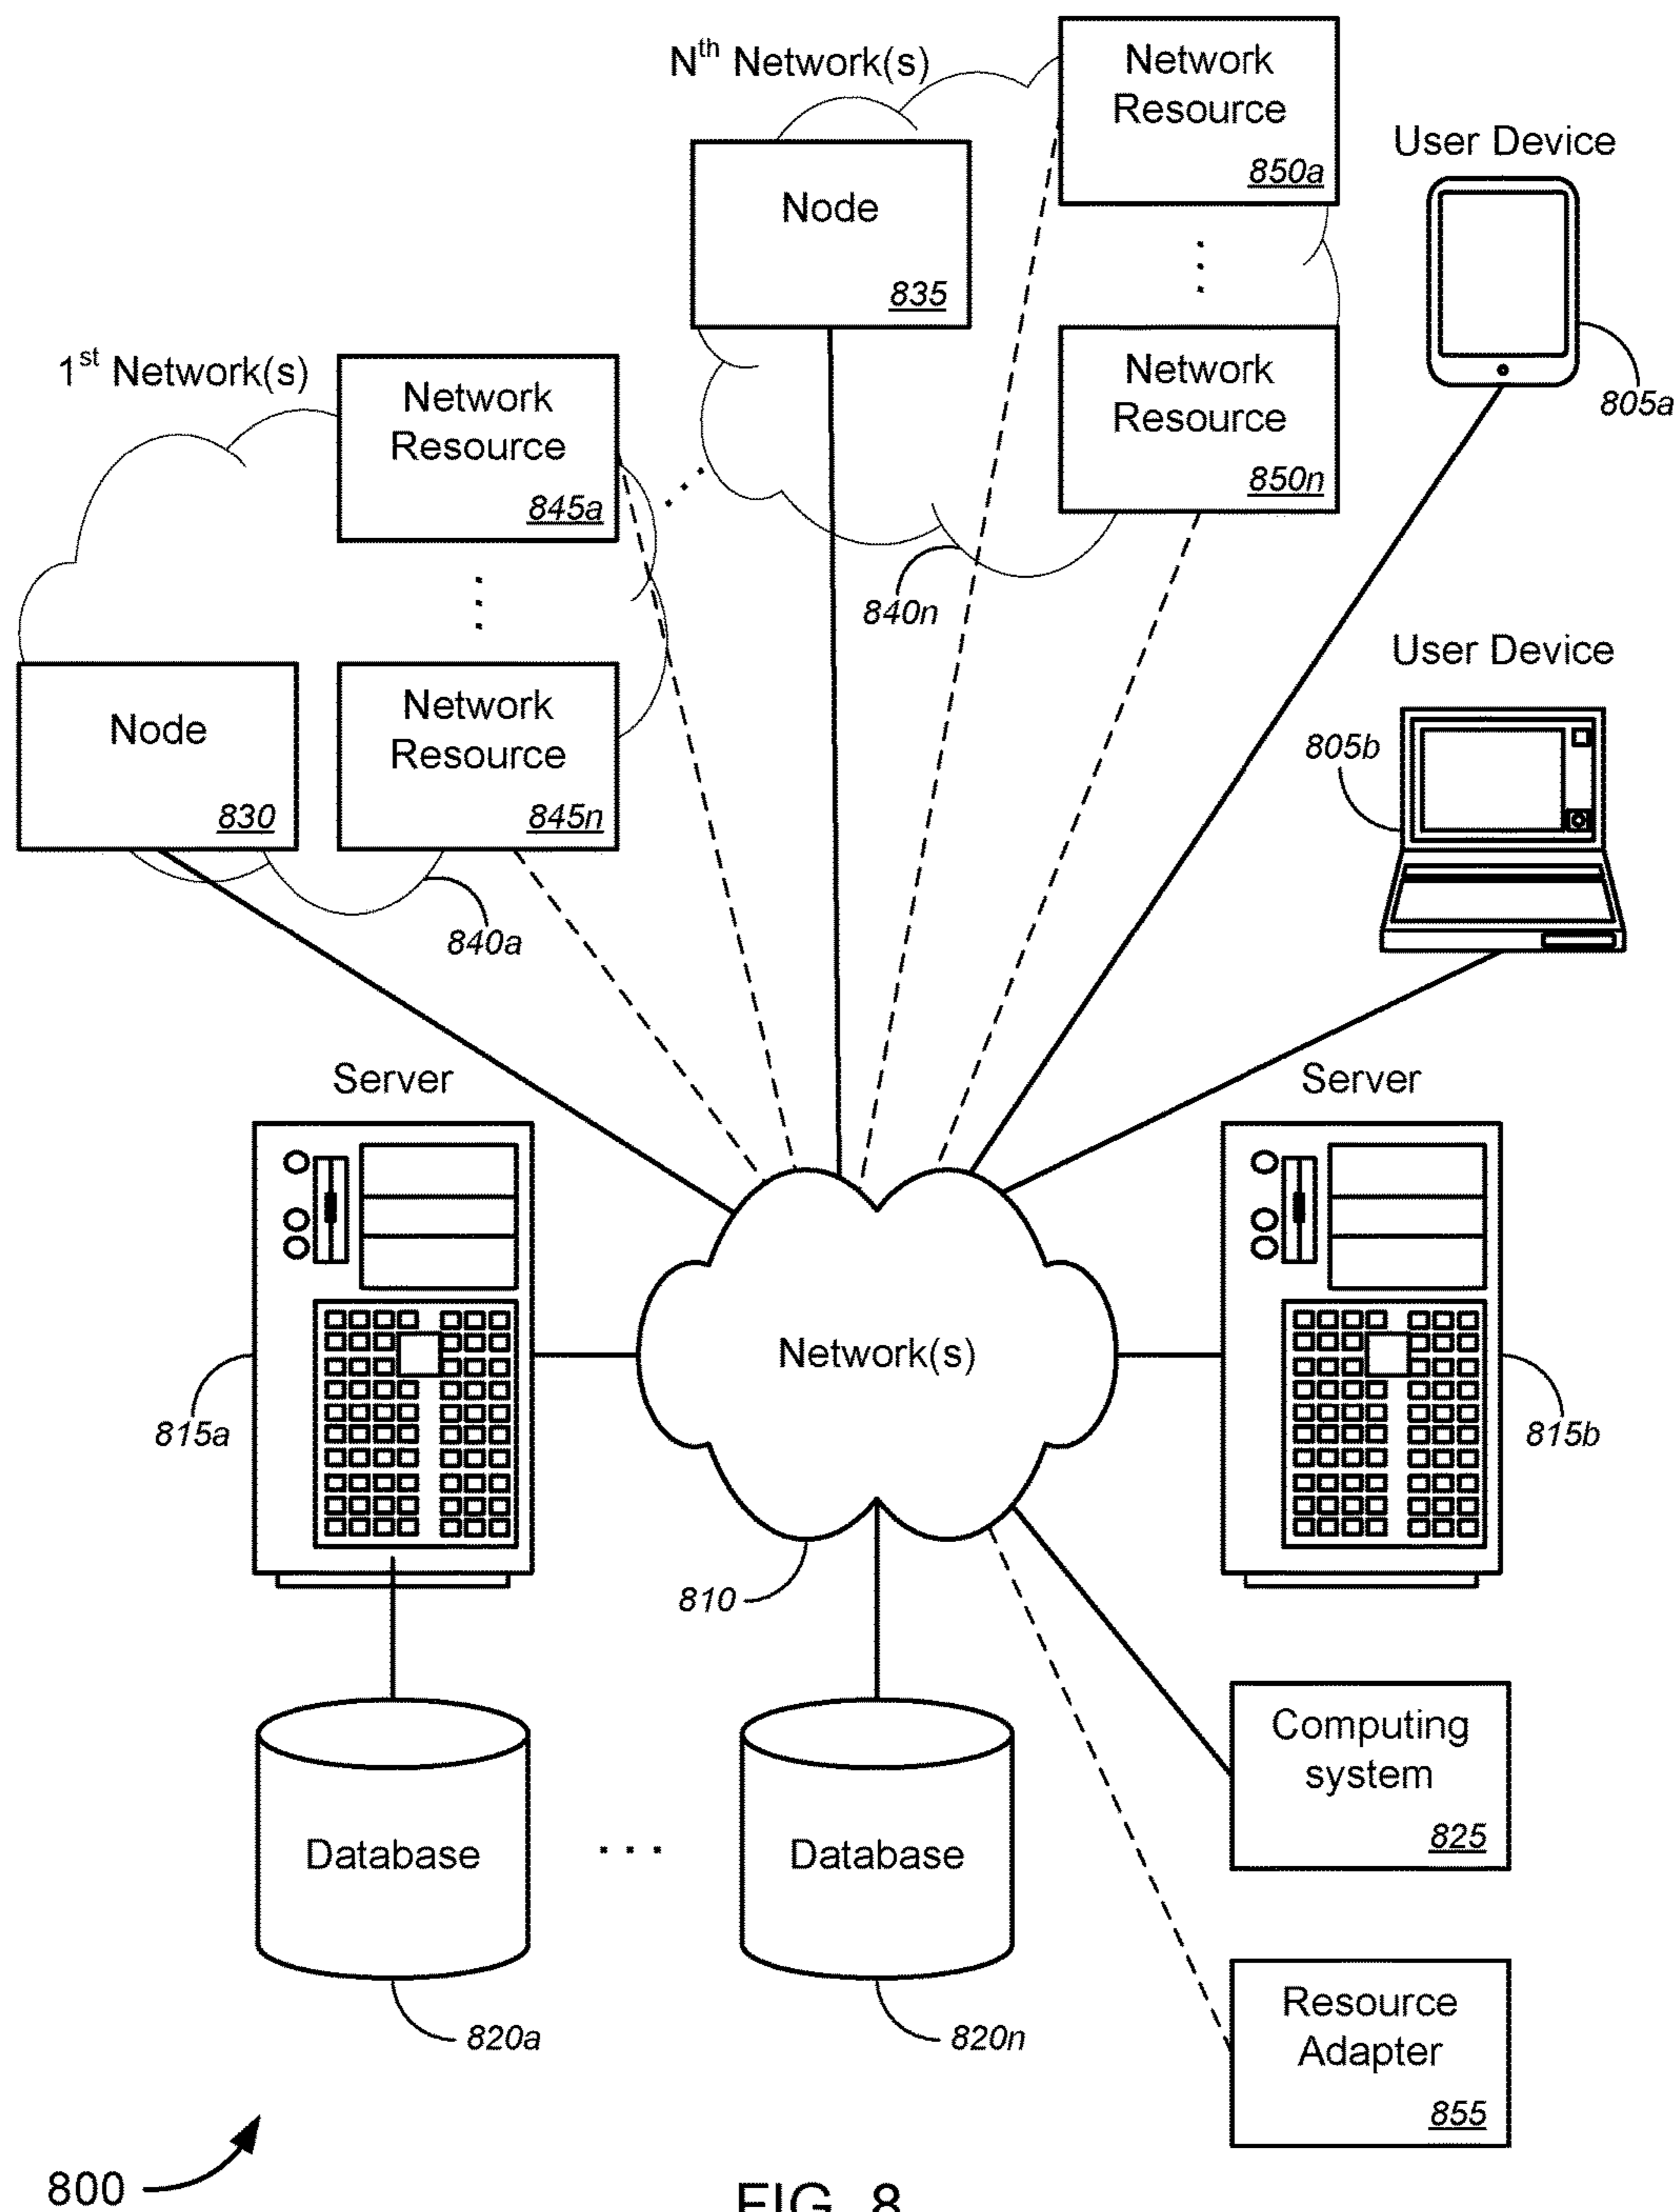 Nth Network(s)
Network
Resource
850a
User Device
Node
835
805a
1st Network(s)
Network
Resource
845a
Network
Resource
850n
840n
User Device
805b
Node
830
Network
Resource
845n
840a
Server
Server
Network(s)
815a
815b
810
Computing
system
825
Database
Database
820a
820n
Resource
Adapter
855
800
FIG. 8